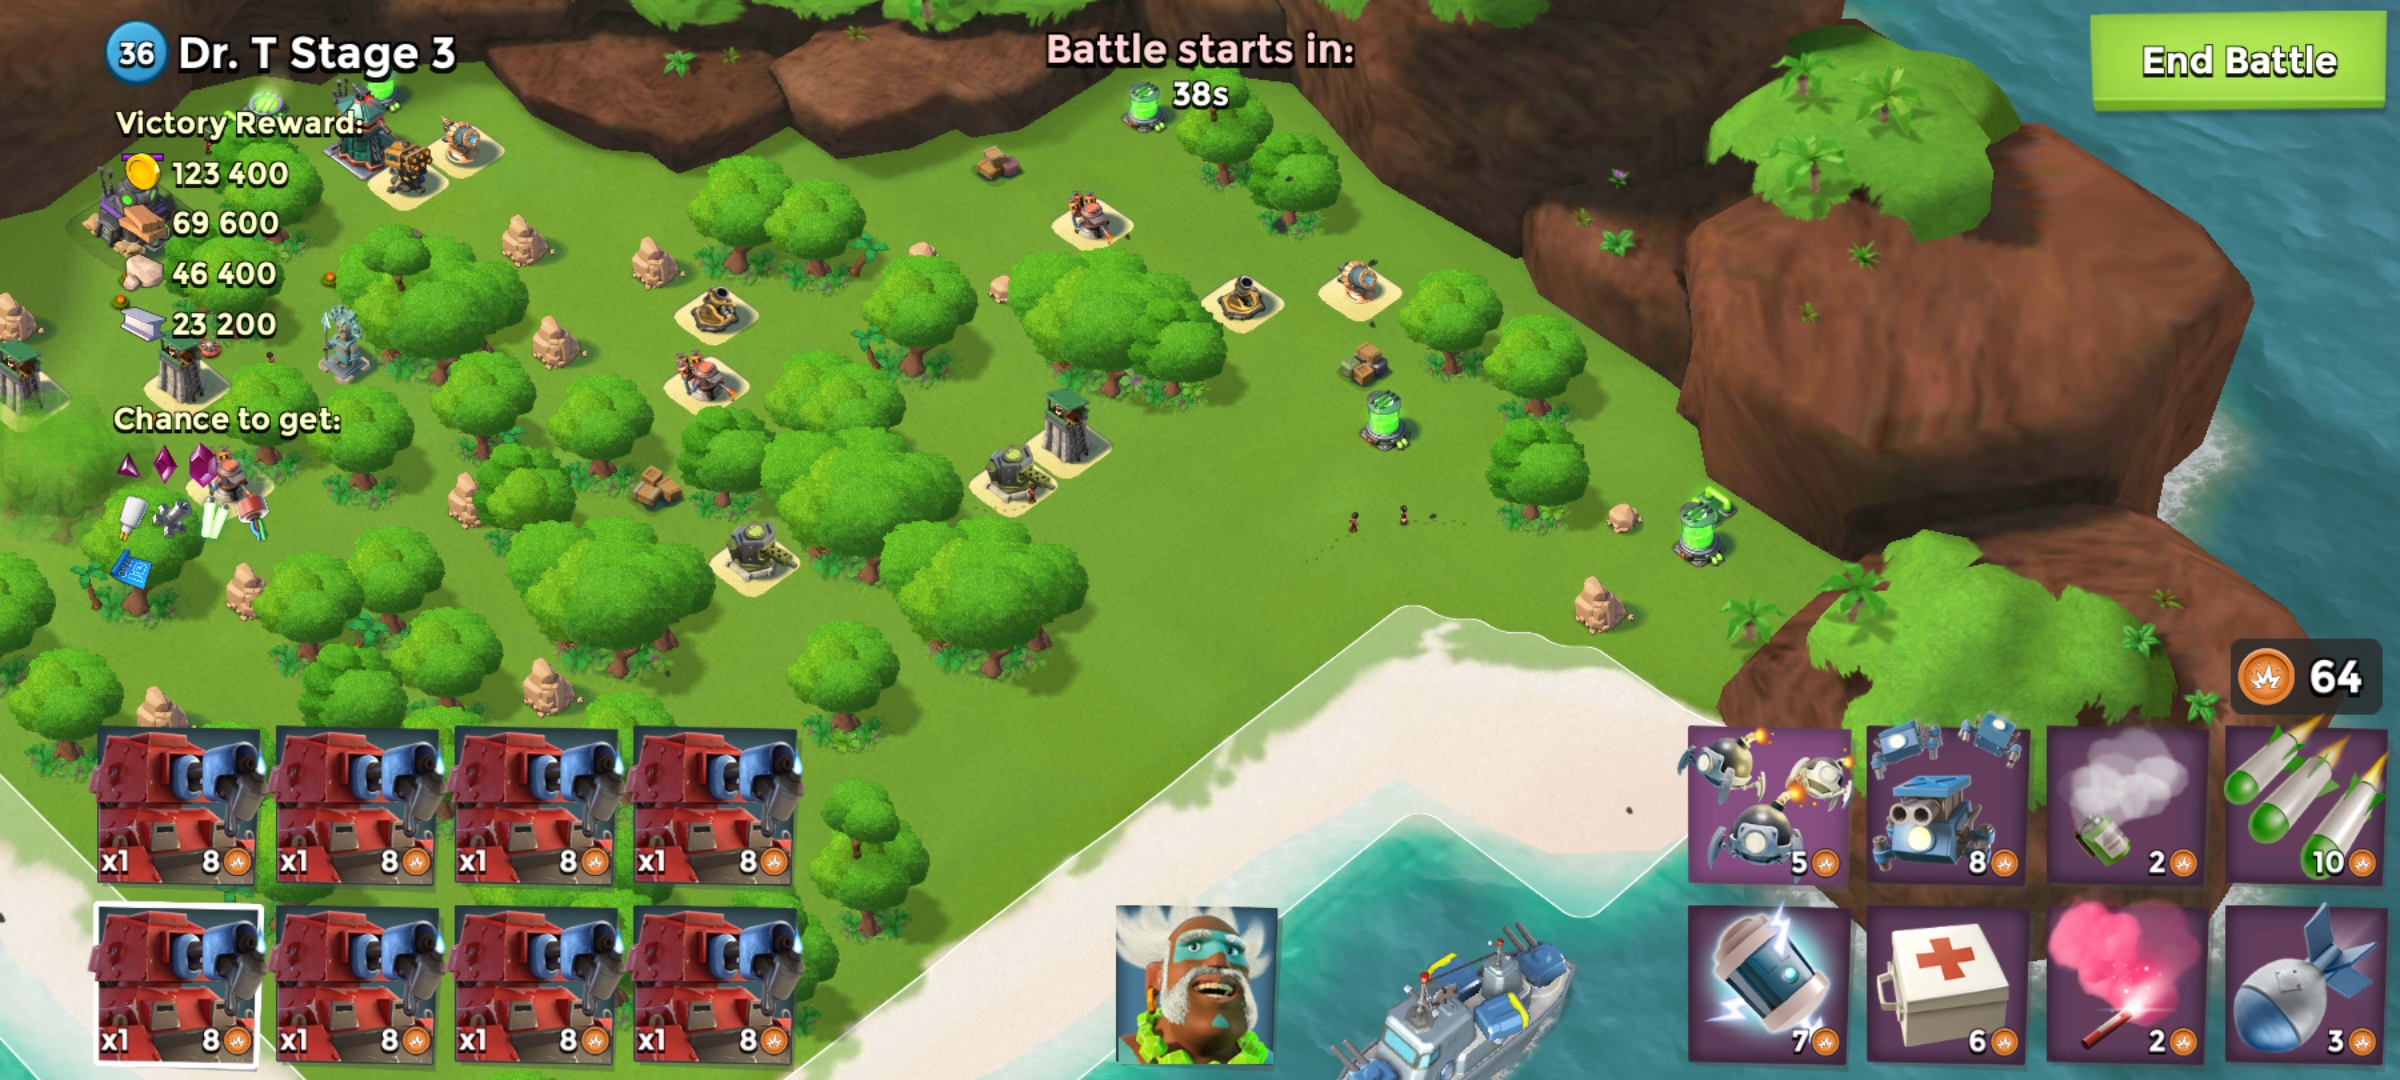 36 Dr. T Stage 3
Battle starts in:
38s
End Battle
Victory Reward:
123 400
69 600
46 400
23 200
Chance to get:
64
x1 8
x1 8
x1 8
x1 8
5
8
2
10
x1 8
x1 8
x1 8
x1 8
7
6
2
3